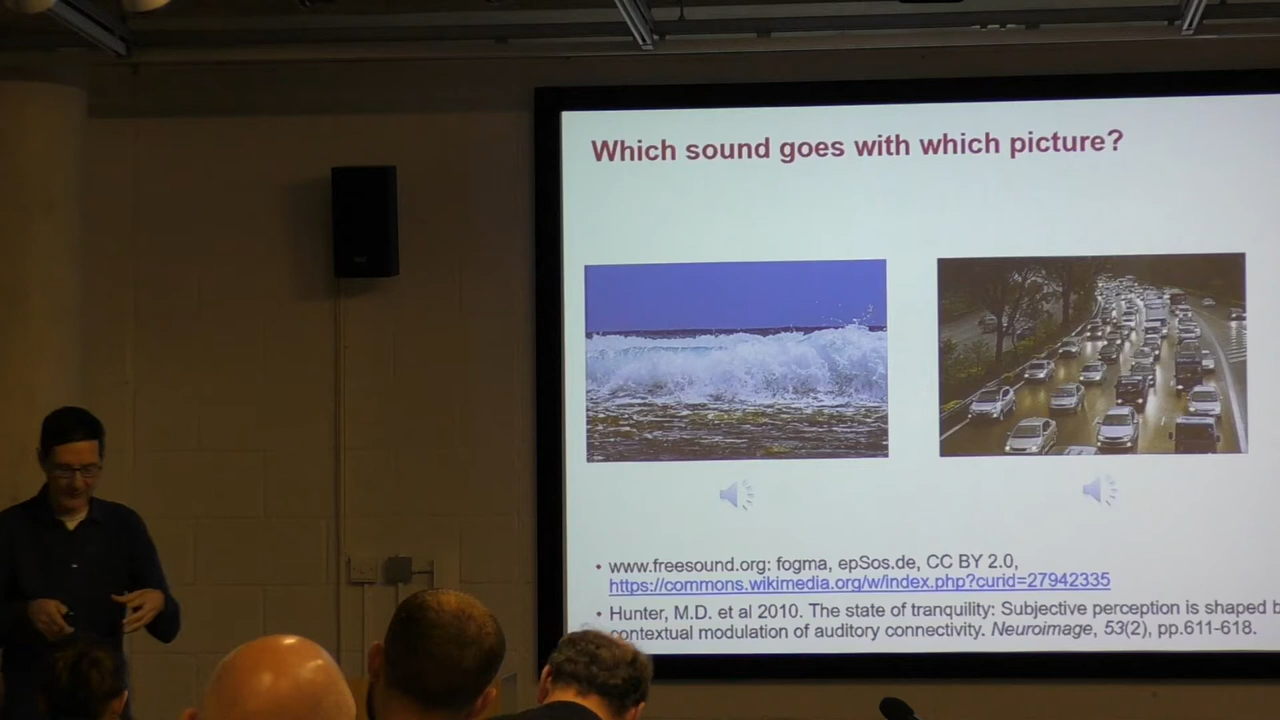 Which sound goes with which picture?
• www.freesound.org: fogma, epSos.de, CC BY 2.0,
https://commons.wikimedia.org/w/index.php?curid=27942335
• Hunter, M.D. et al 2010. The state of tranquility: Subjective perception is shaped b
contextual modulation of auditory connectivity. Neuroimage, 53(2), pp.611-618.